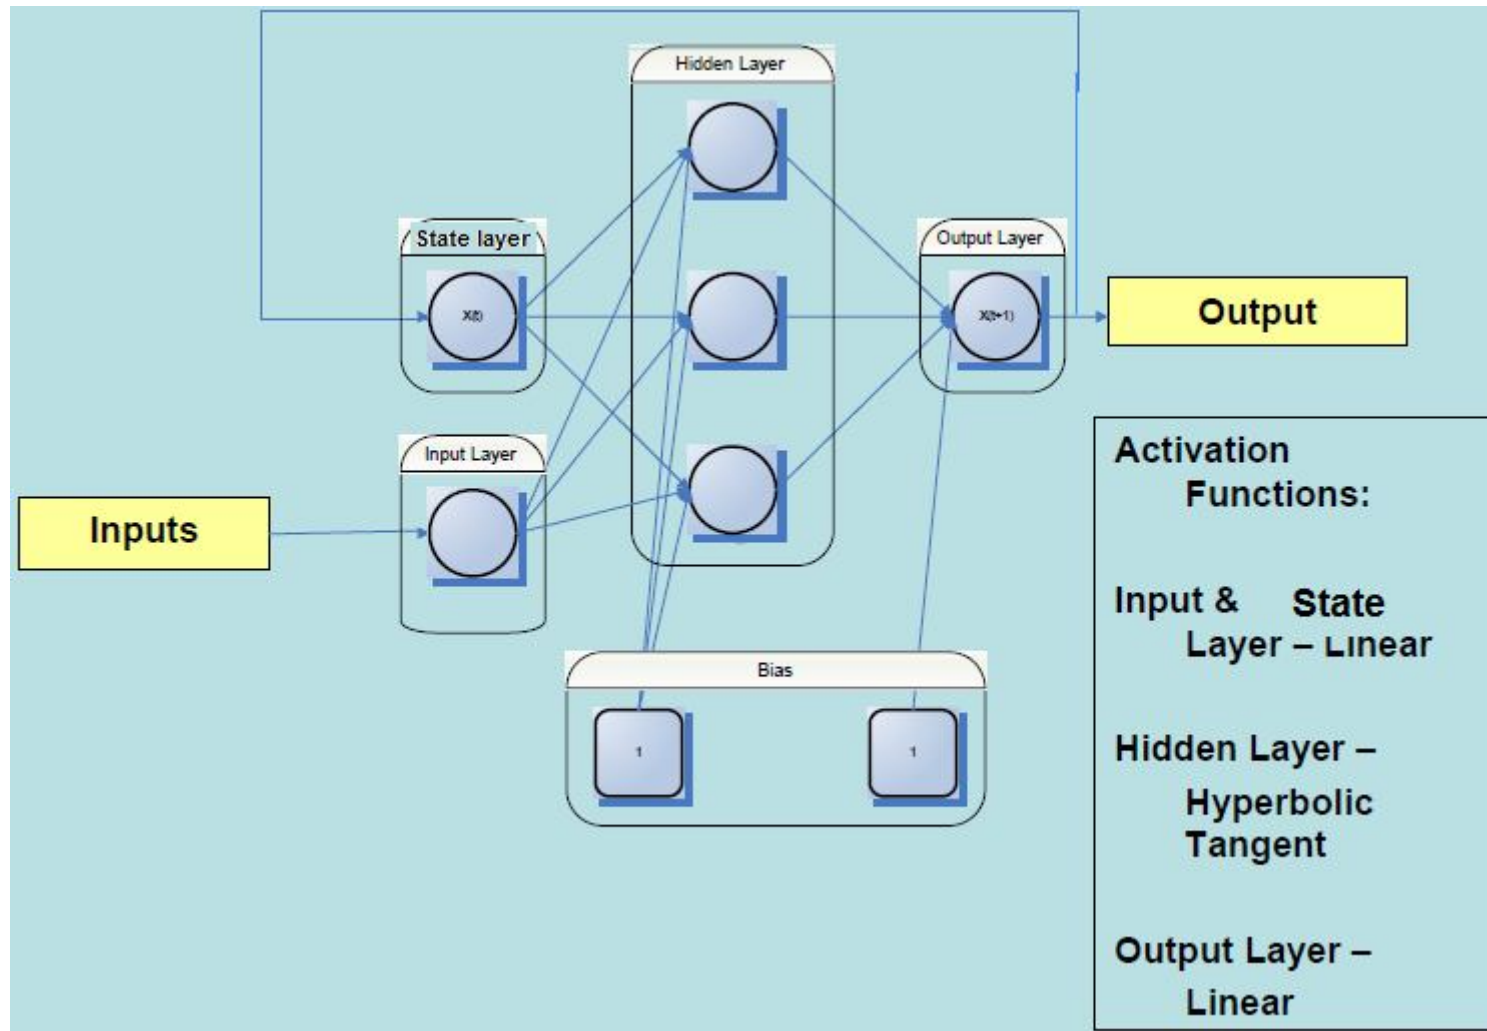 Hidden Layer
State layer
X(t)
Output Layer
X(t+1)
Output
Input Layer
Inputs
Bias
1
1
Activation
Functions:
Input & State
Layer – Linear
Hidden Layer –
Hyperbolic
Tangent
Output Layer –
Linear